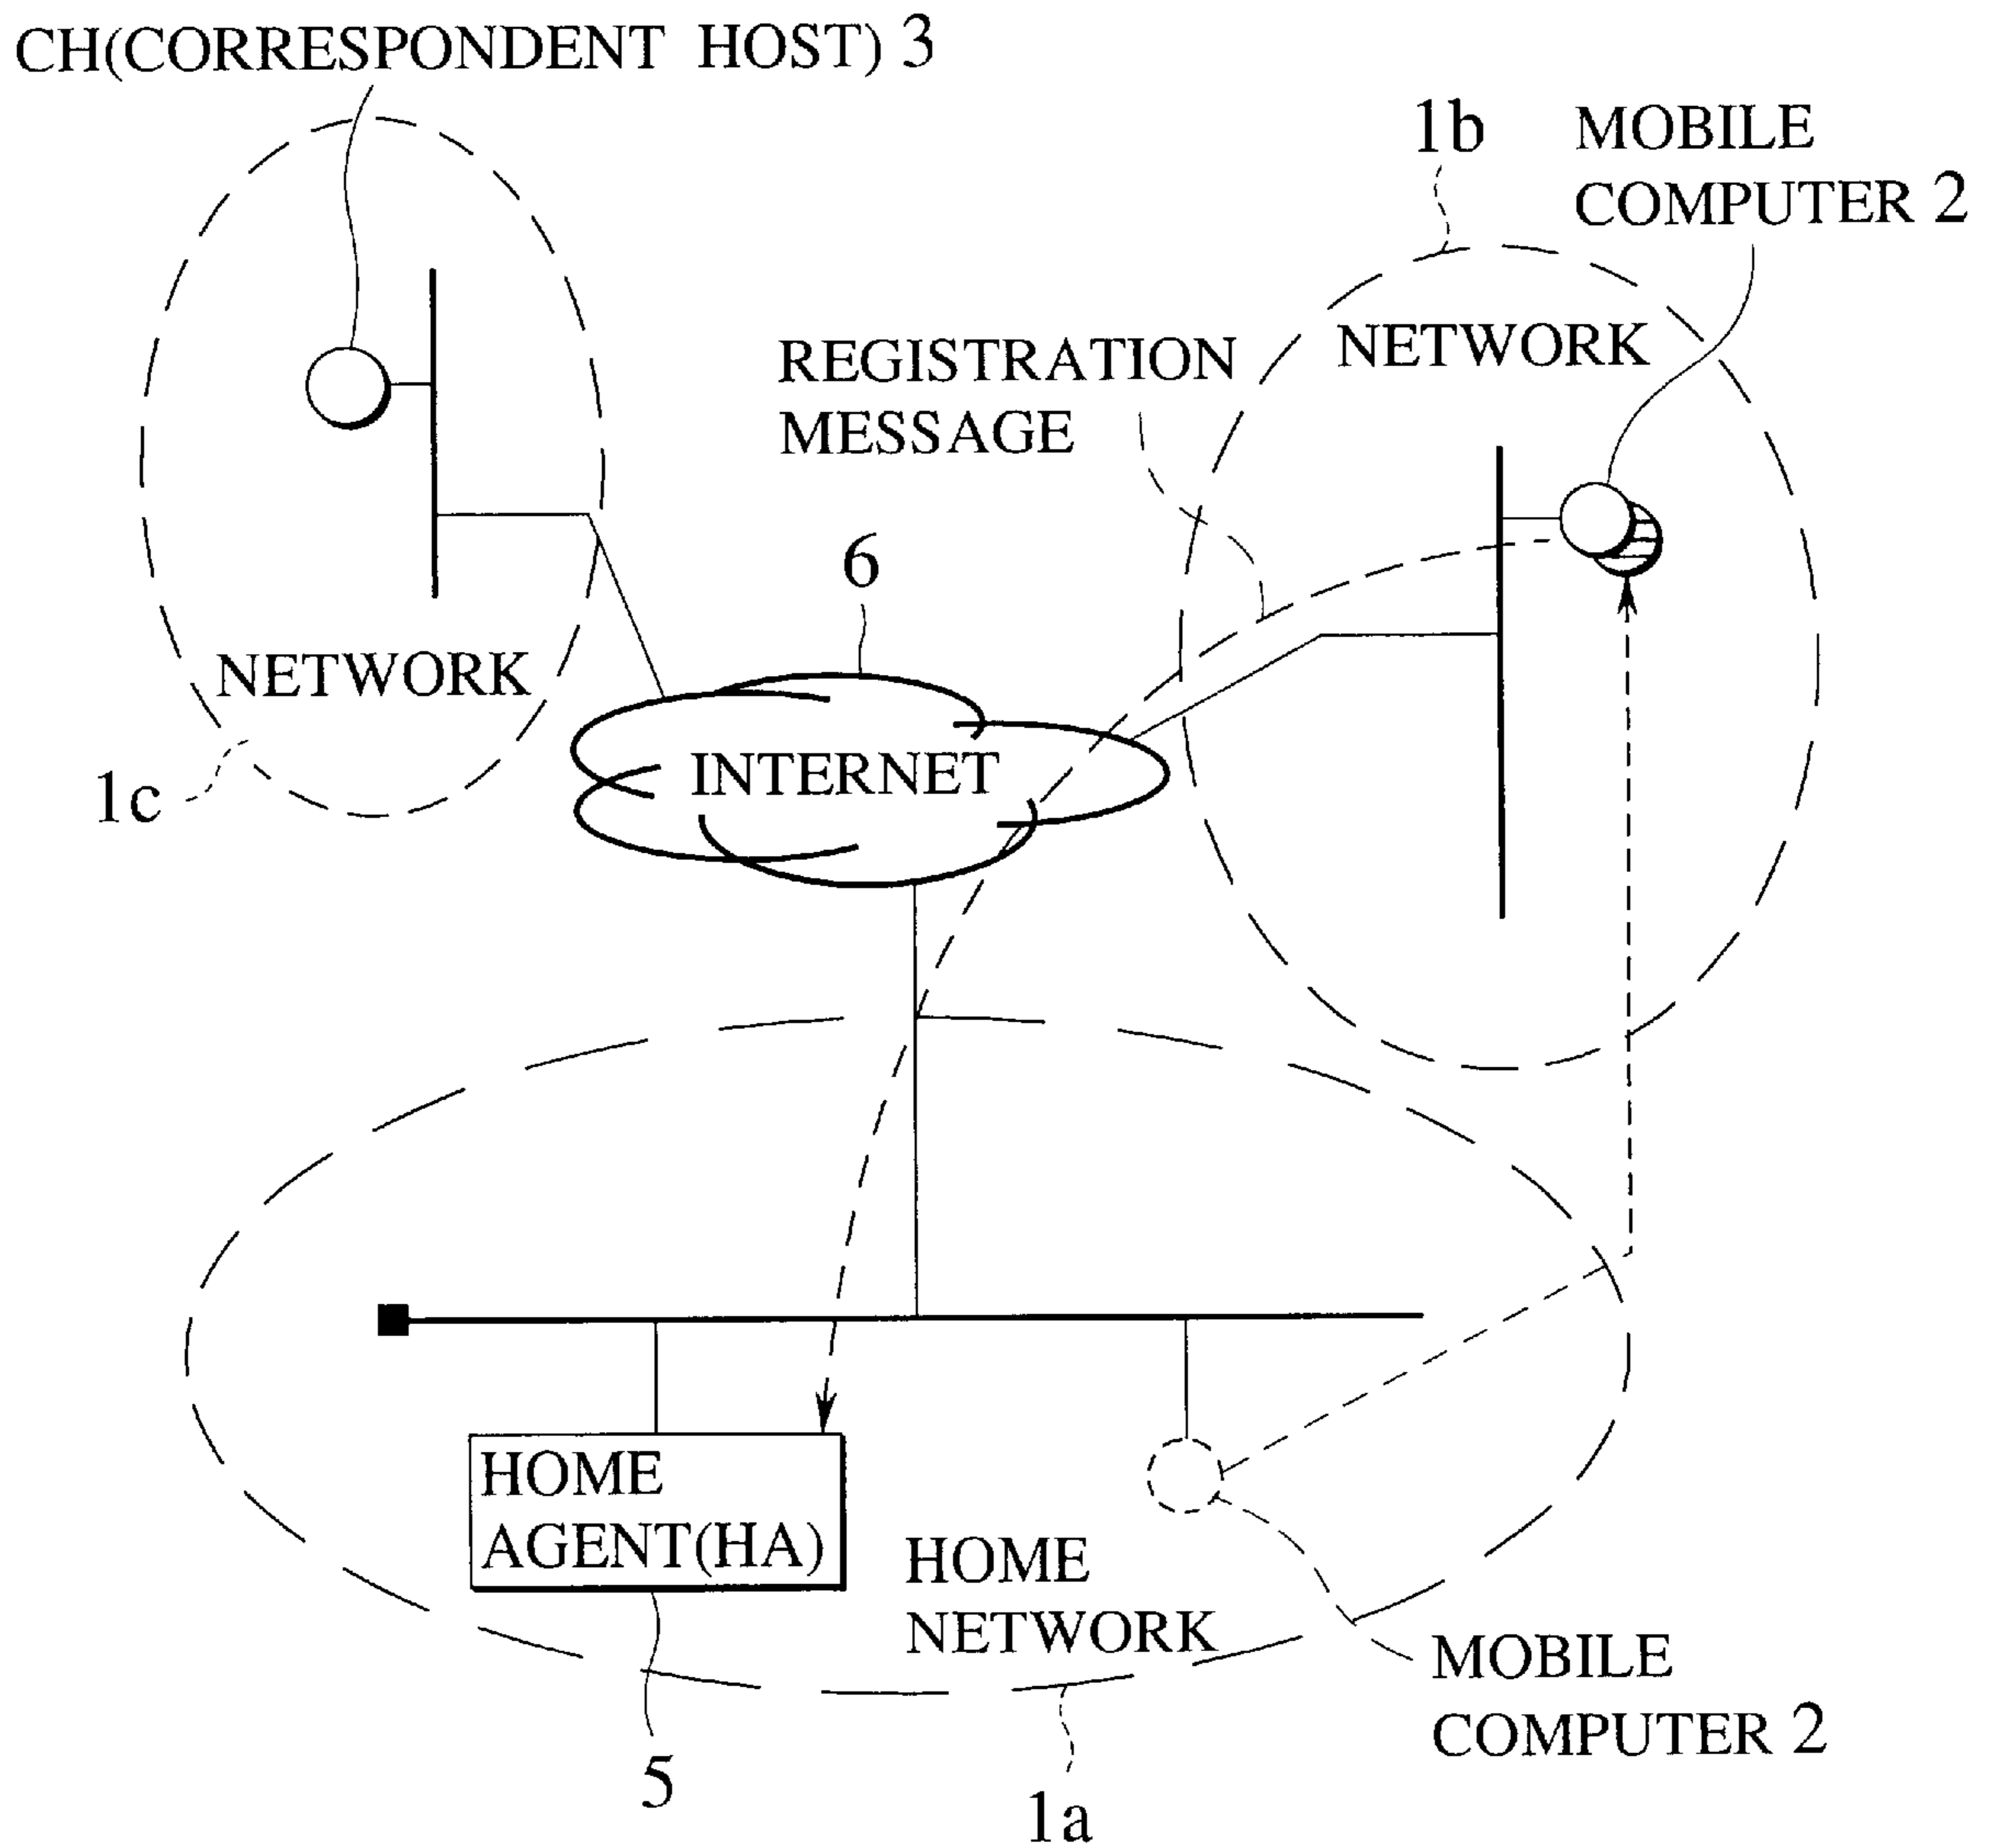 CH(CORRESPONDENT HOST) 3
1b
MOBILE
COMPUTER 2
NETWORK
REGISTRATION
MESSAGE
6
NETWORK
INTERNET
1c
HOME
AGENT(HA)
HOME
NETWORK
MOBILE
COMPUTER 2
5
1a